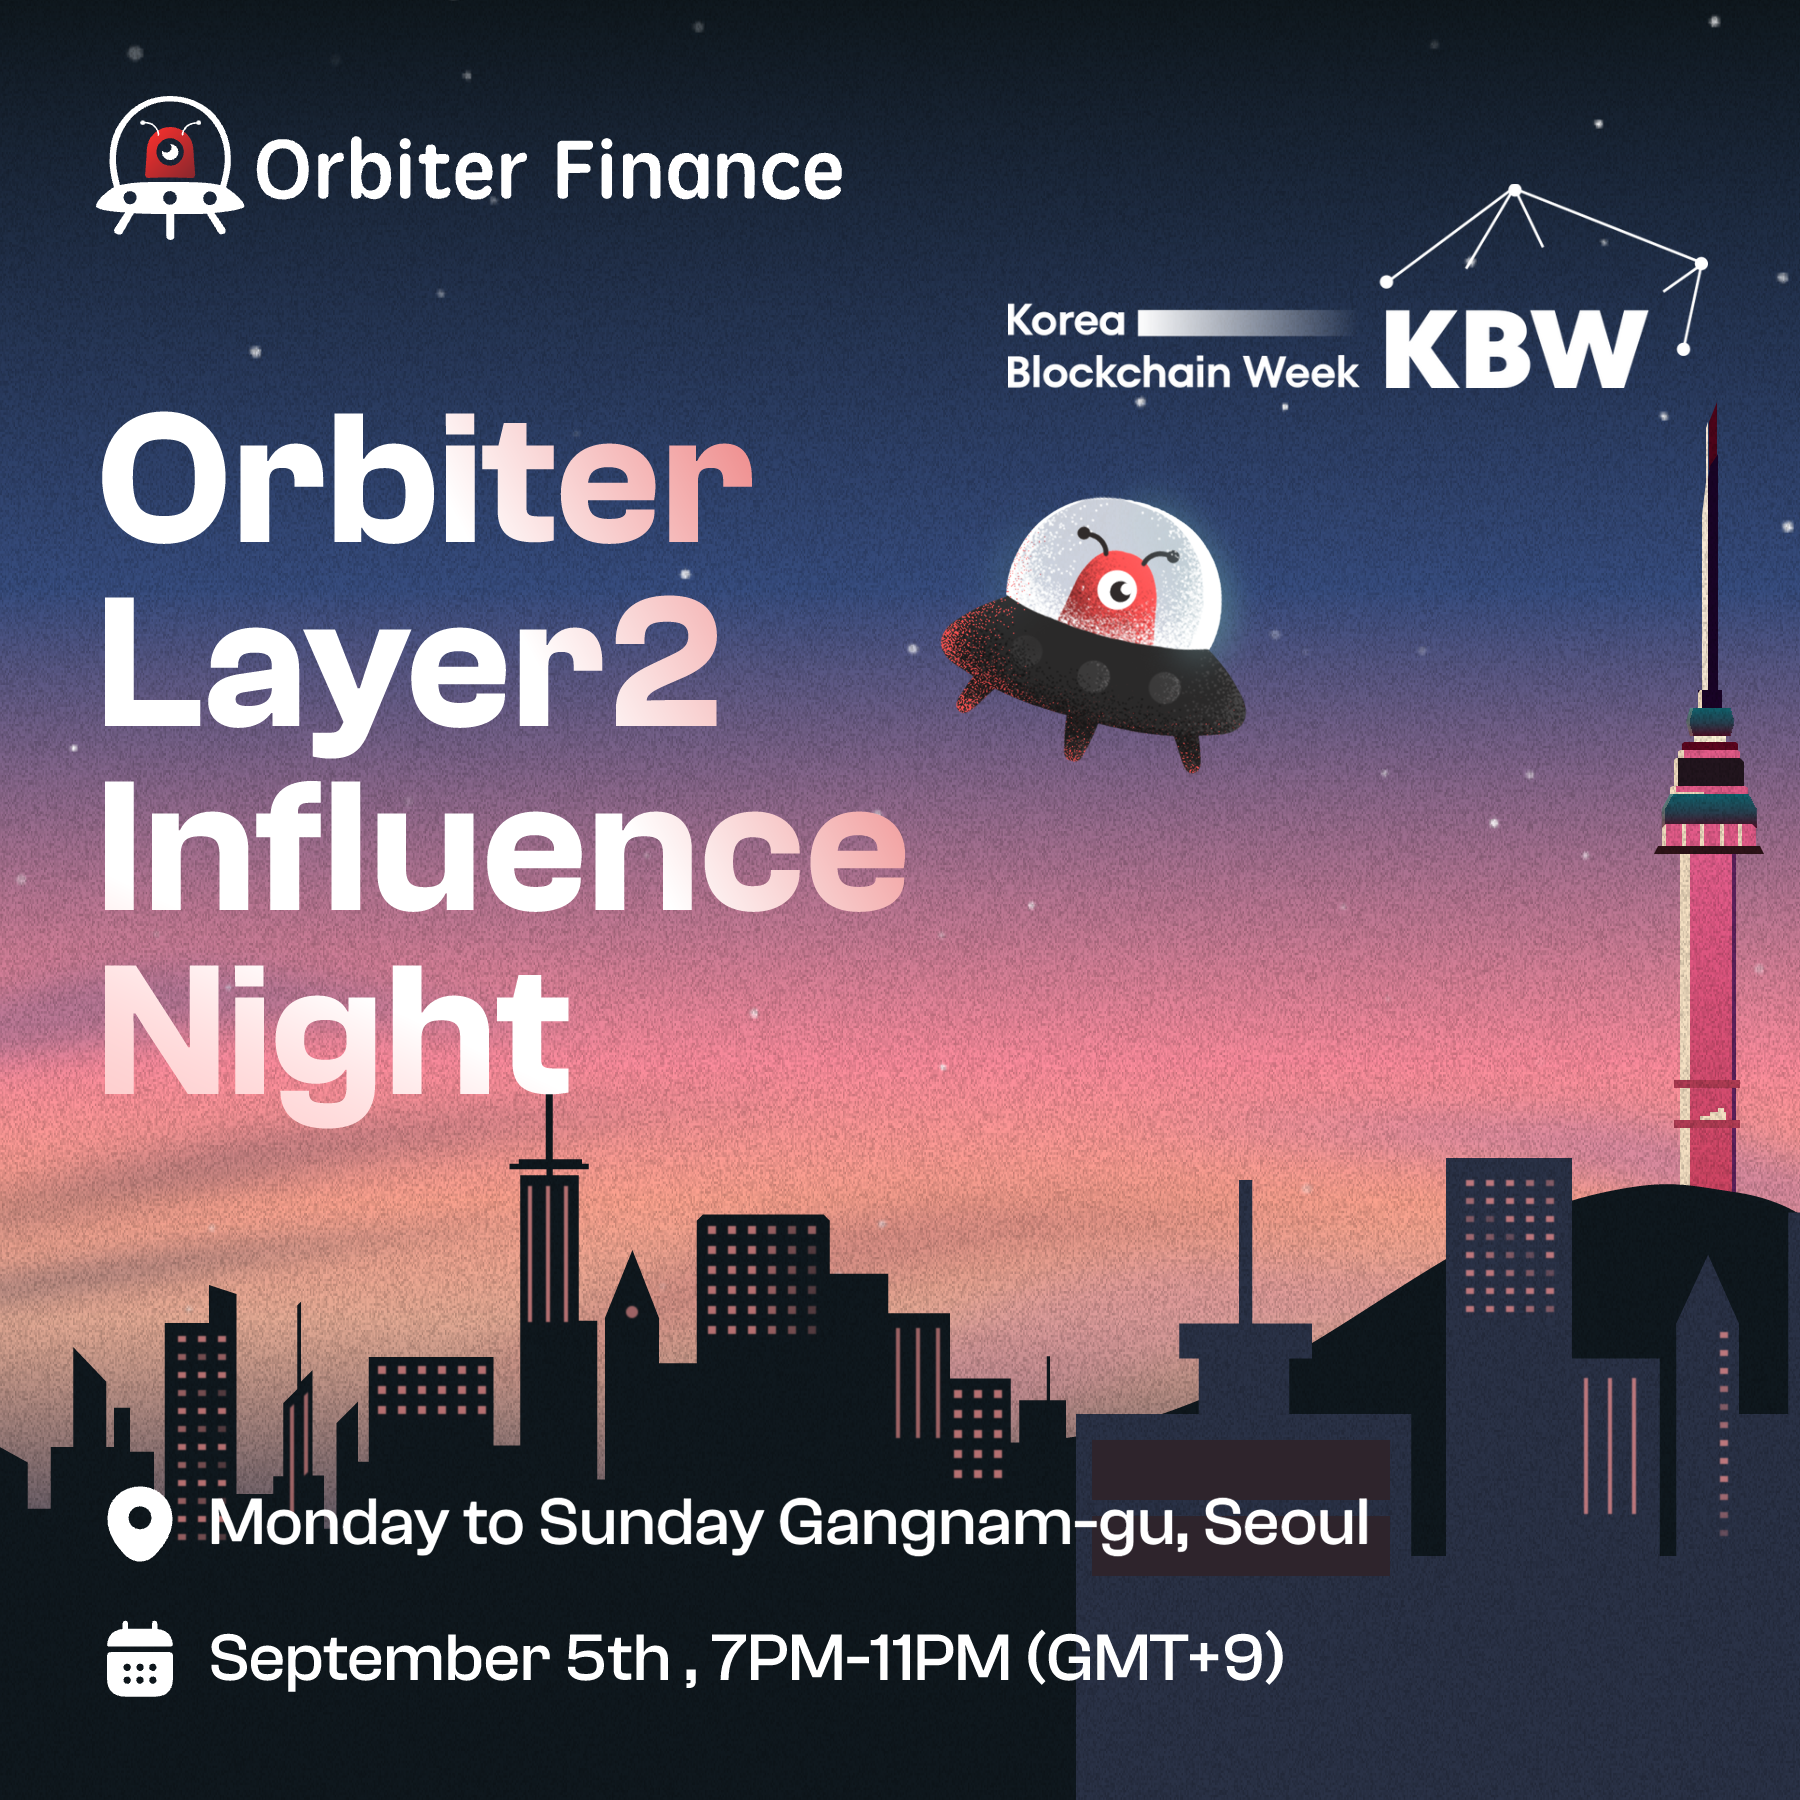 Orbiter Finance
Korea
Blockchain Week
KBW
Orbiter
Layer2
Influence
Night
Monday to Sunday Gangnam-gu, Seoul
September 5th , 7PM-11PM (GMT+9)